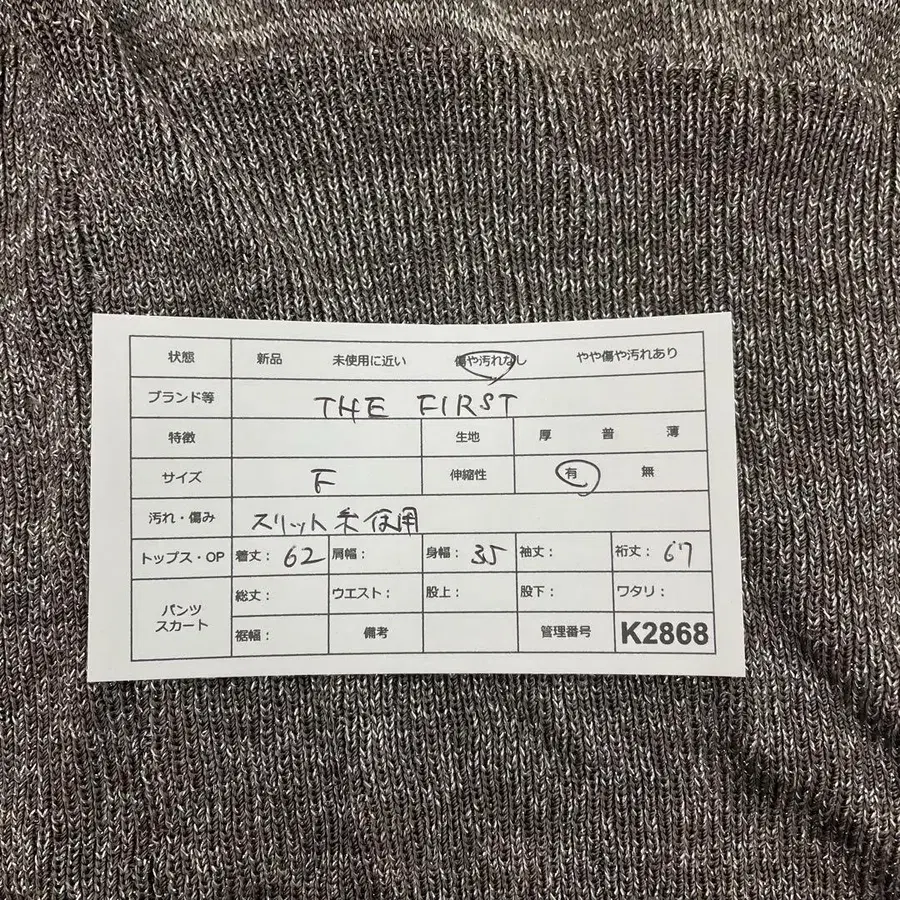 状態 新品 未使用に近い 傷や汚れなし やや傷や汚れあり
ブランド等 THE FIRST
特徴 生地 厚 普 薄
サイズ F 伸縮性 有 無
汚れ・傷み スリット未使用
トップス・OP 着丈：62 肩幅： 身幅：35 袖丈： 裄丈：67
パンツ スカート 総丈： ウエスト： 股上： 股下： ワタリ：
裾幅： 備考 管理番号 K2868